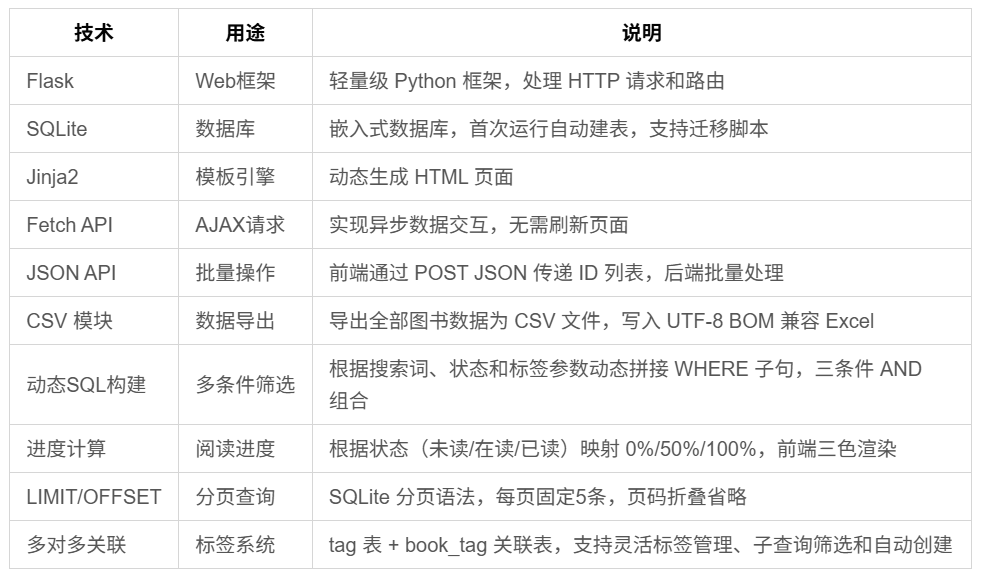 技术 用途 说明
Flask Web框架 轻量级 Python 框架，处理 HTTP 请求和路由
SQLite 数据库 嵌入式数据库，首次运行自动建表，支持迁移脚本
Jinja2 模板引擎 动态生成 HTML 页面
Fetch API AJAX请求 实现异步数据交互，无需刷新页面
JSON API 批量操作 前端通过 POST JSON 传递 ID 列表，后端批量处理
CSV 模块 数据导出 导出全部图书数据为 CSV 文件，写入 UTF-8 BOM 兼容 Excel
动态SQL构建 多条件筛选 根据搜索词、状态和标签参数动态拼接 WHERE 子句，三条件 AND
组合
进度计算 阅读进度 根据状态（未读/在读/已读）映射 0%/50%/100%，前端三色渲染
LIMIT/OFFSET 分页查询 SQLite 分页语法，每页固定5条，页码折叠省略
多对多关联 标签系统 tag 表 + book_tag 关联表，支持灵活标签管理、子查询筛选和自动创建